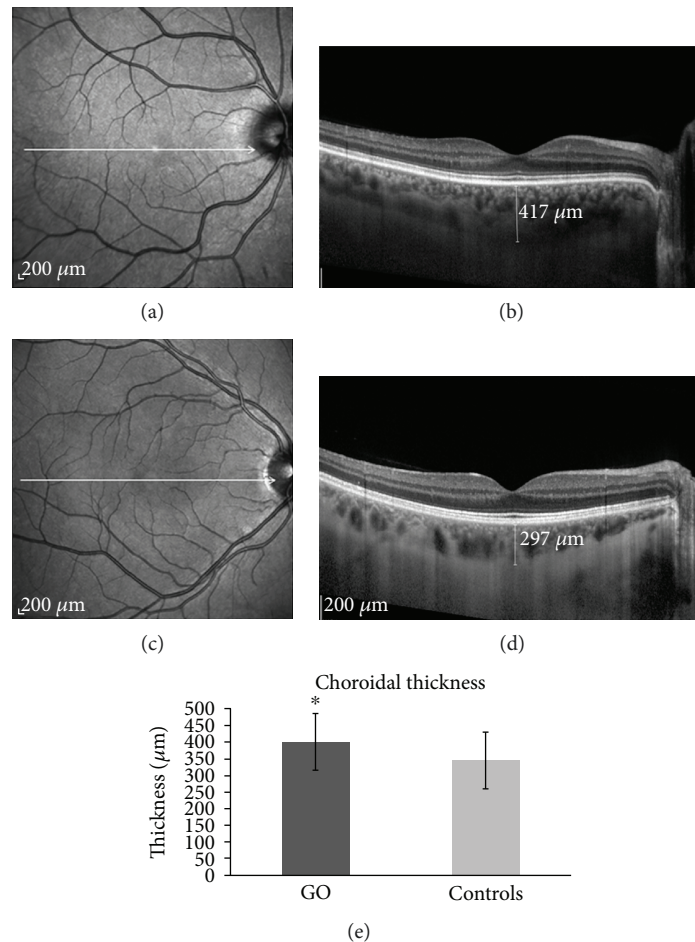 200 μm
417 μm
(a)
(b)
200 μm
297 μm
200 μm
(c)
(d)
Choroidal thickness
Thickness (μm)
500
450
400
350
300
250
200
150
100
50
0
*
GO
Controls
(e)